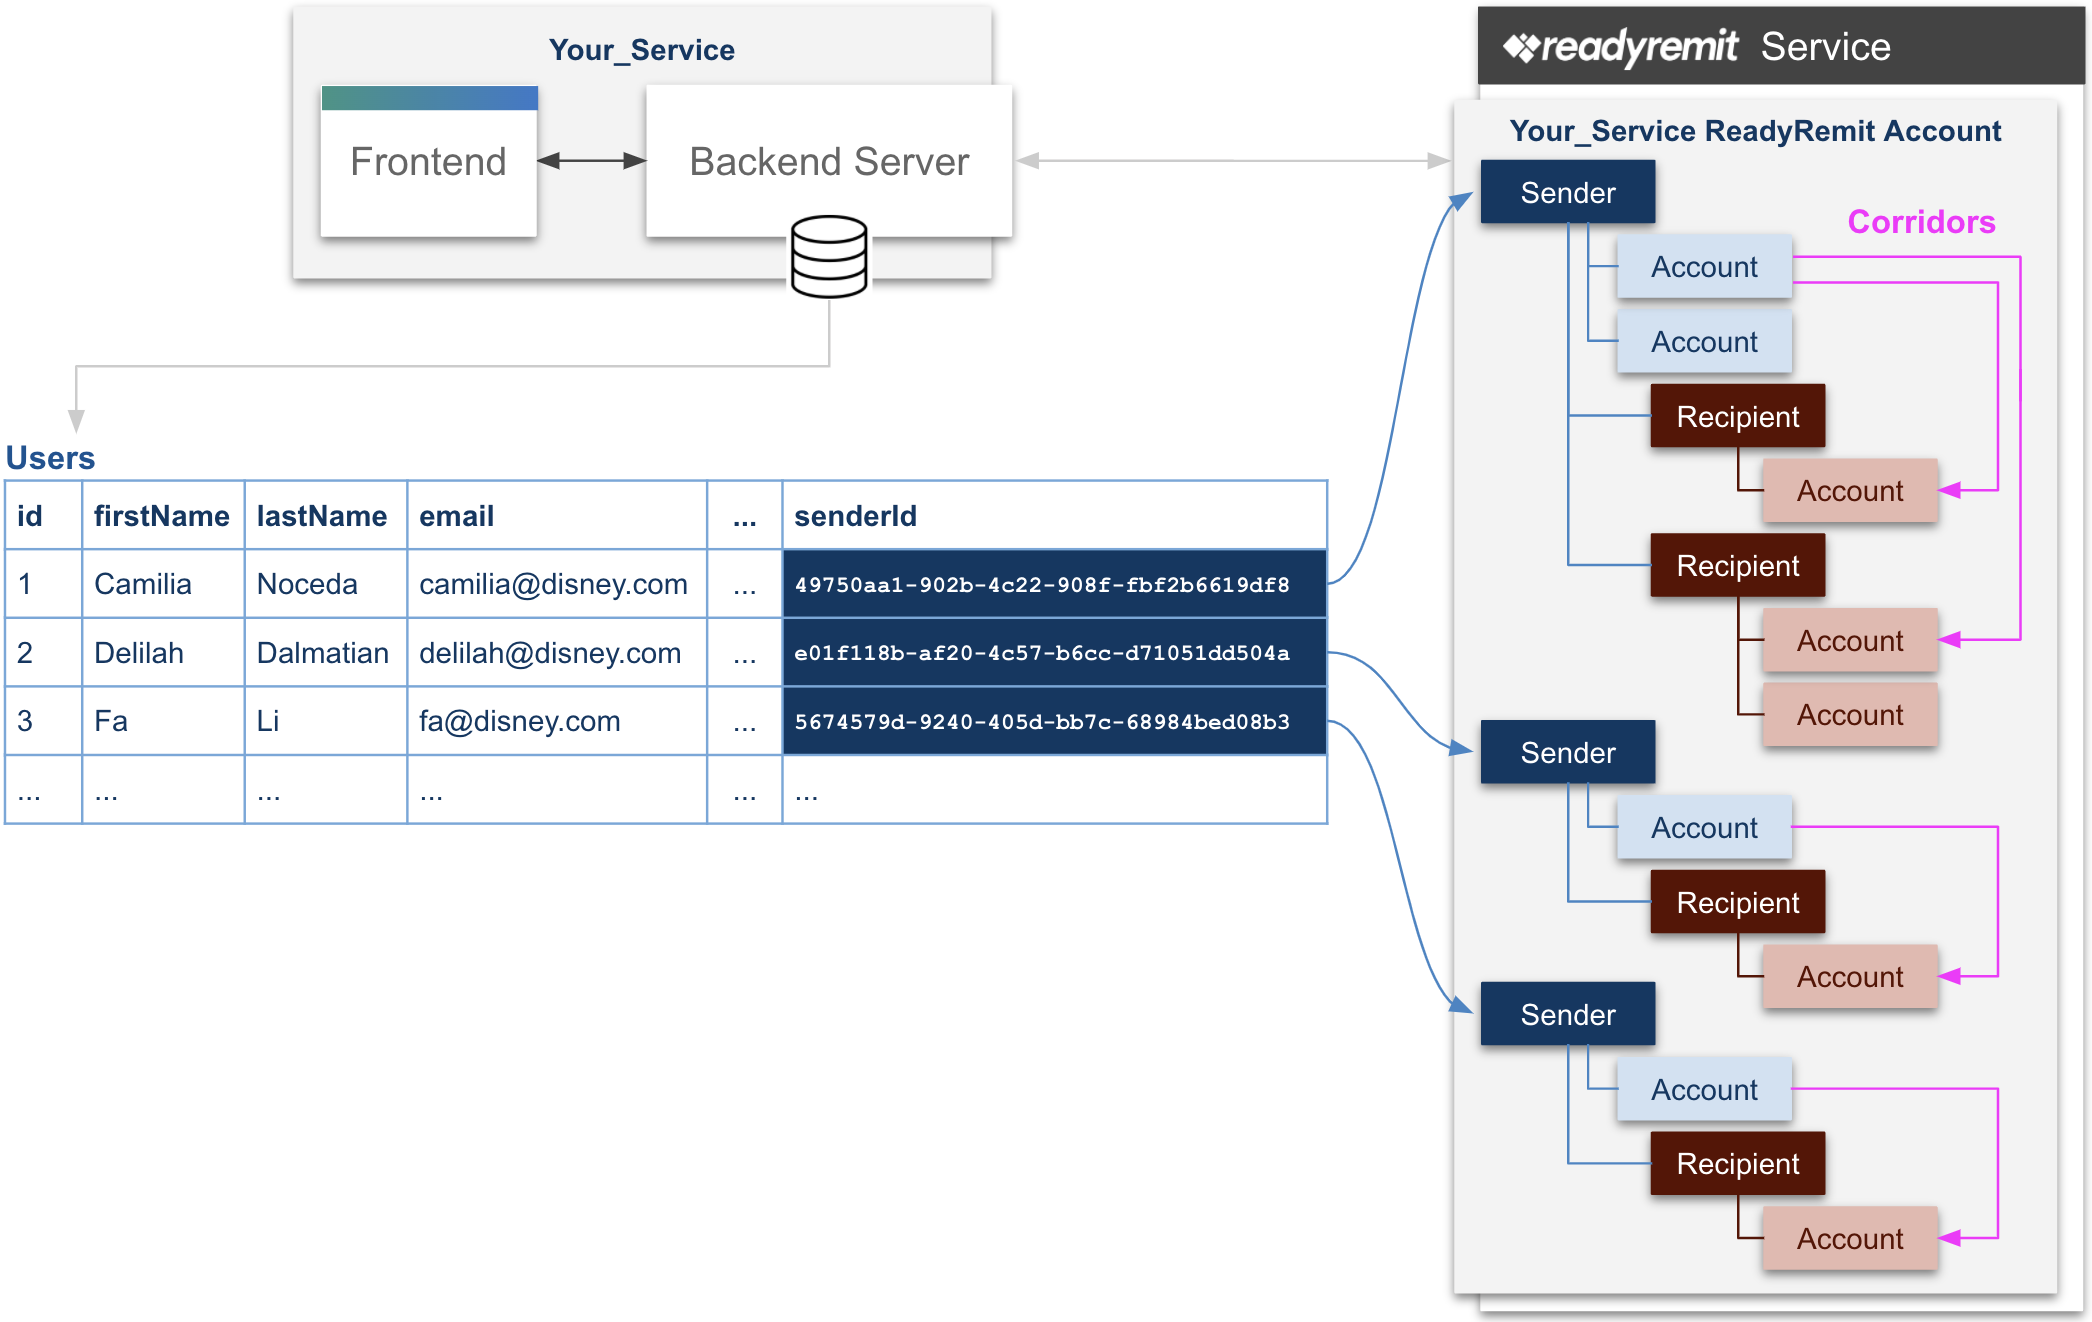 Your_Service
Frontend
Backend Server
readyremit Service
Your_Service ReadyRemit Account
Sender
Corridors
Account
Account
Recipient
Account
Recipient
Account
Account
Sender
Account
Recipient
Account
Sender
Account
Recipient
Account
Users
id firstName lastName email ... senderId
1 Camilia Noceda camilia@disney.com ... 49750aa1-902b-4c22-908f-fbf2b6619df8
2 Delilah Dalmatian delilah@disney.com ... e01f118b-af20-4c57-b6cc-d71051dd504a
3 Fa Li fa@disney.com ... 5674579d-9240-405d-bb7c-68984bed08b3
... ... ... ... ... ...